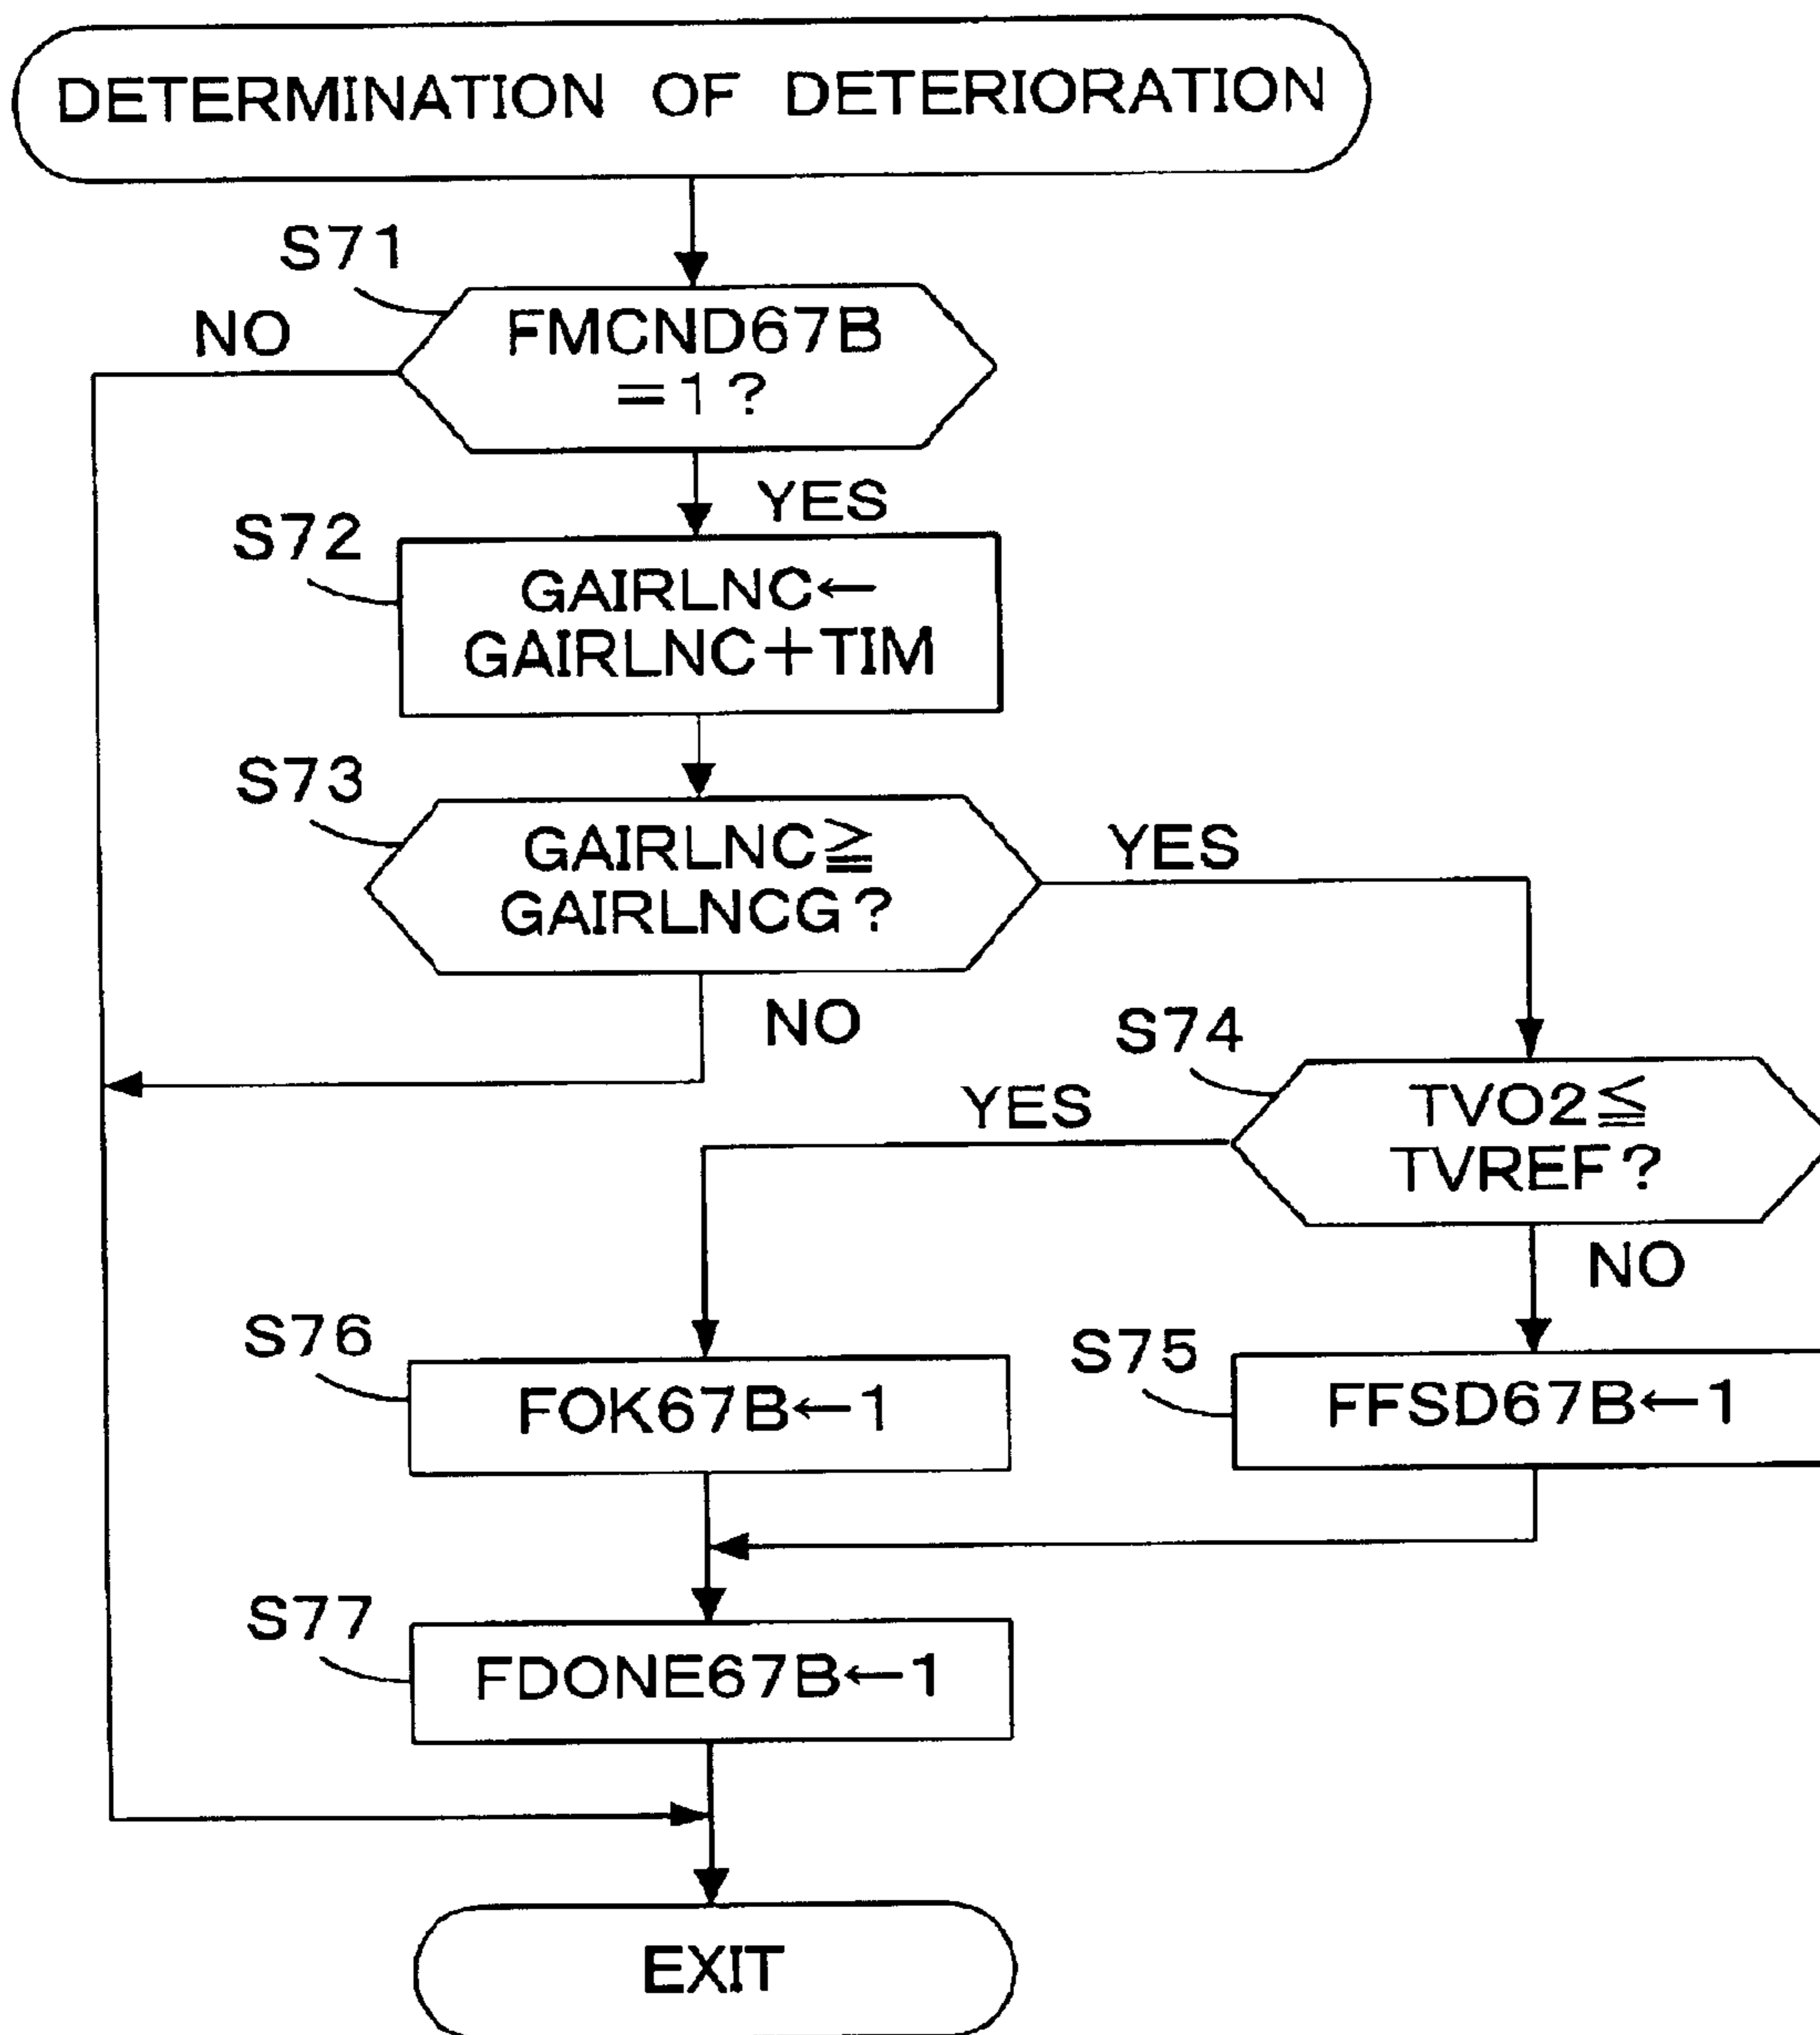 DETERMINATION OF DETERIORATION
S71
NO
FMCND67B
=1?
YES
S72
GAIRLNC←
GAIRLNC+TIM
S73
GAIRLNC≧
GAIRLNCG?
YES
NO
S74
YES
TVO2≦
TVREF?
NO
S76
FOK67B←1
S75
FFSD67B←1
S77
FDONE67B←1
EXIT